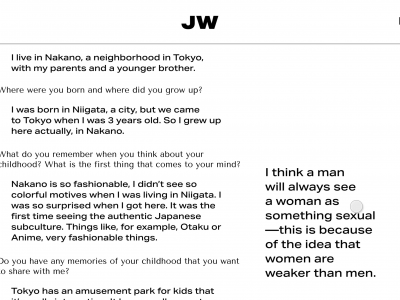 JW
I live in Nakano, a neighborhood in Tokyo,
with my parents and a younger brother.
Where were you born and where did you grow up?
I was born in Niigata, a city, but we came
to Tokyo when I was 3 years old. So I grew up
here actually, in Nakano.
What do you remember when you think about your
childhood? What is the first thing that comes to your mind?
Nakano is so fashionable, I didn't see so
colorful motives when I was living in Niigata. I
was so surprised when I got here. It was the
first time seeing the authentic Japanese
subculture. Things like, for example, Otaku or
Anime, very fashionable things.
Do you have any memories of your childhood that you want
to share with me?
Tokyo has an amusement park for kids that
I think a man
will always see
a woman as
something sexual
—this is because
of the idea that
women are
weaker than men.